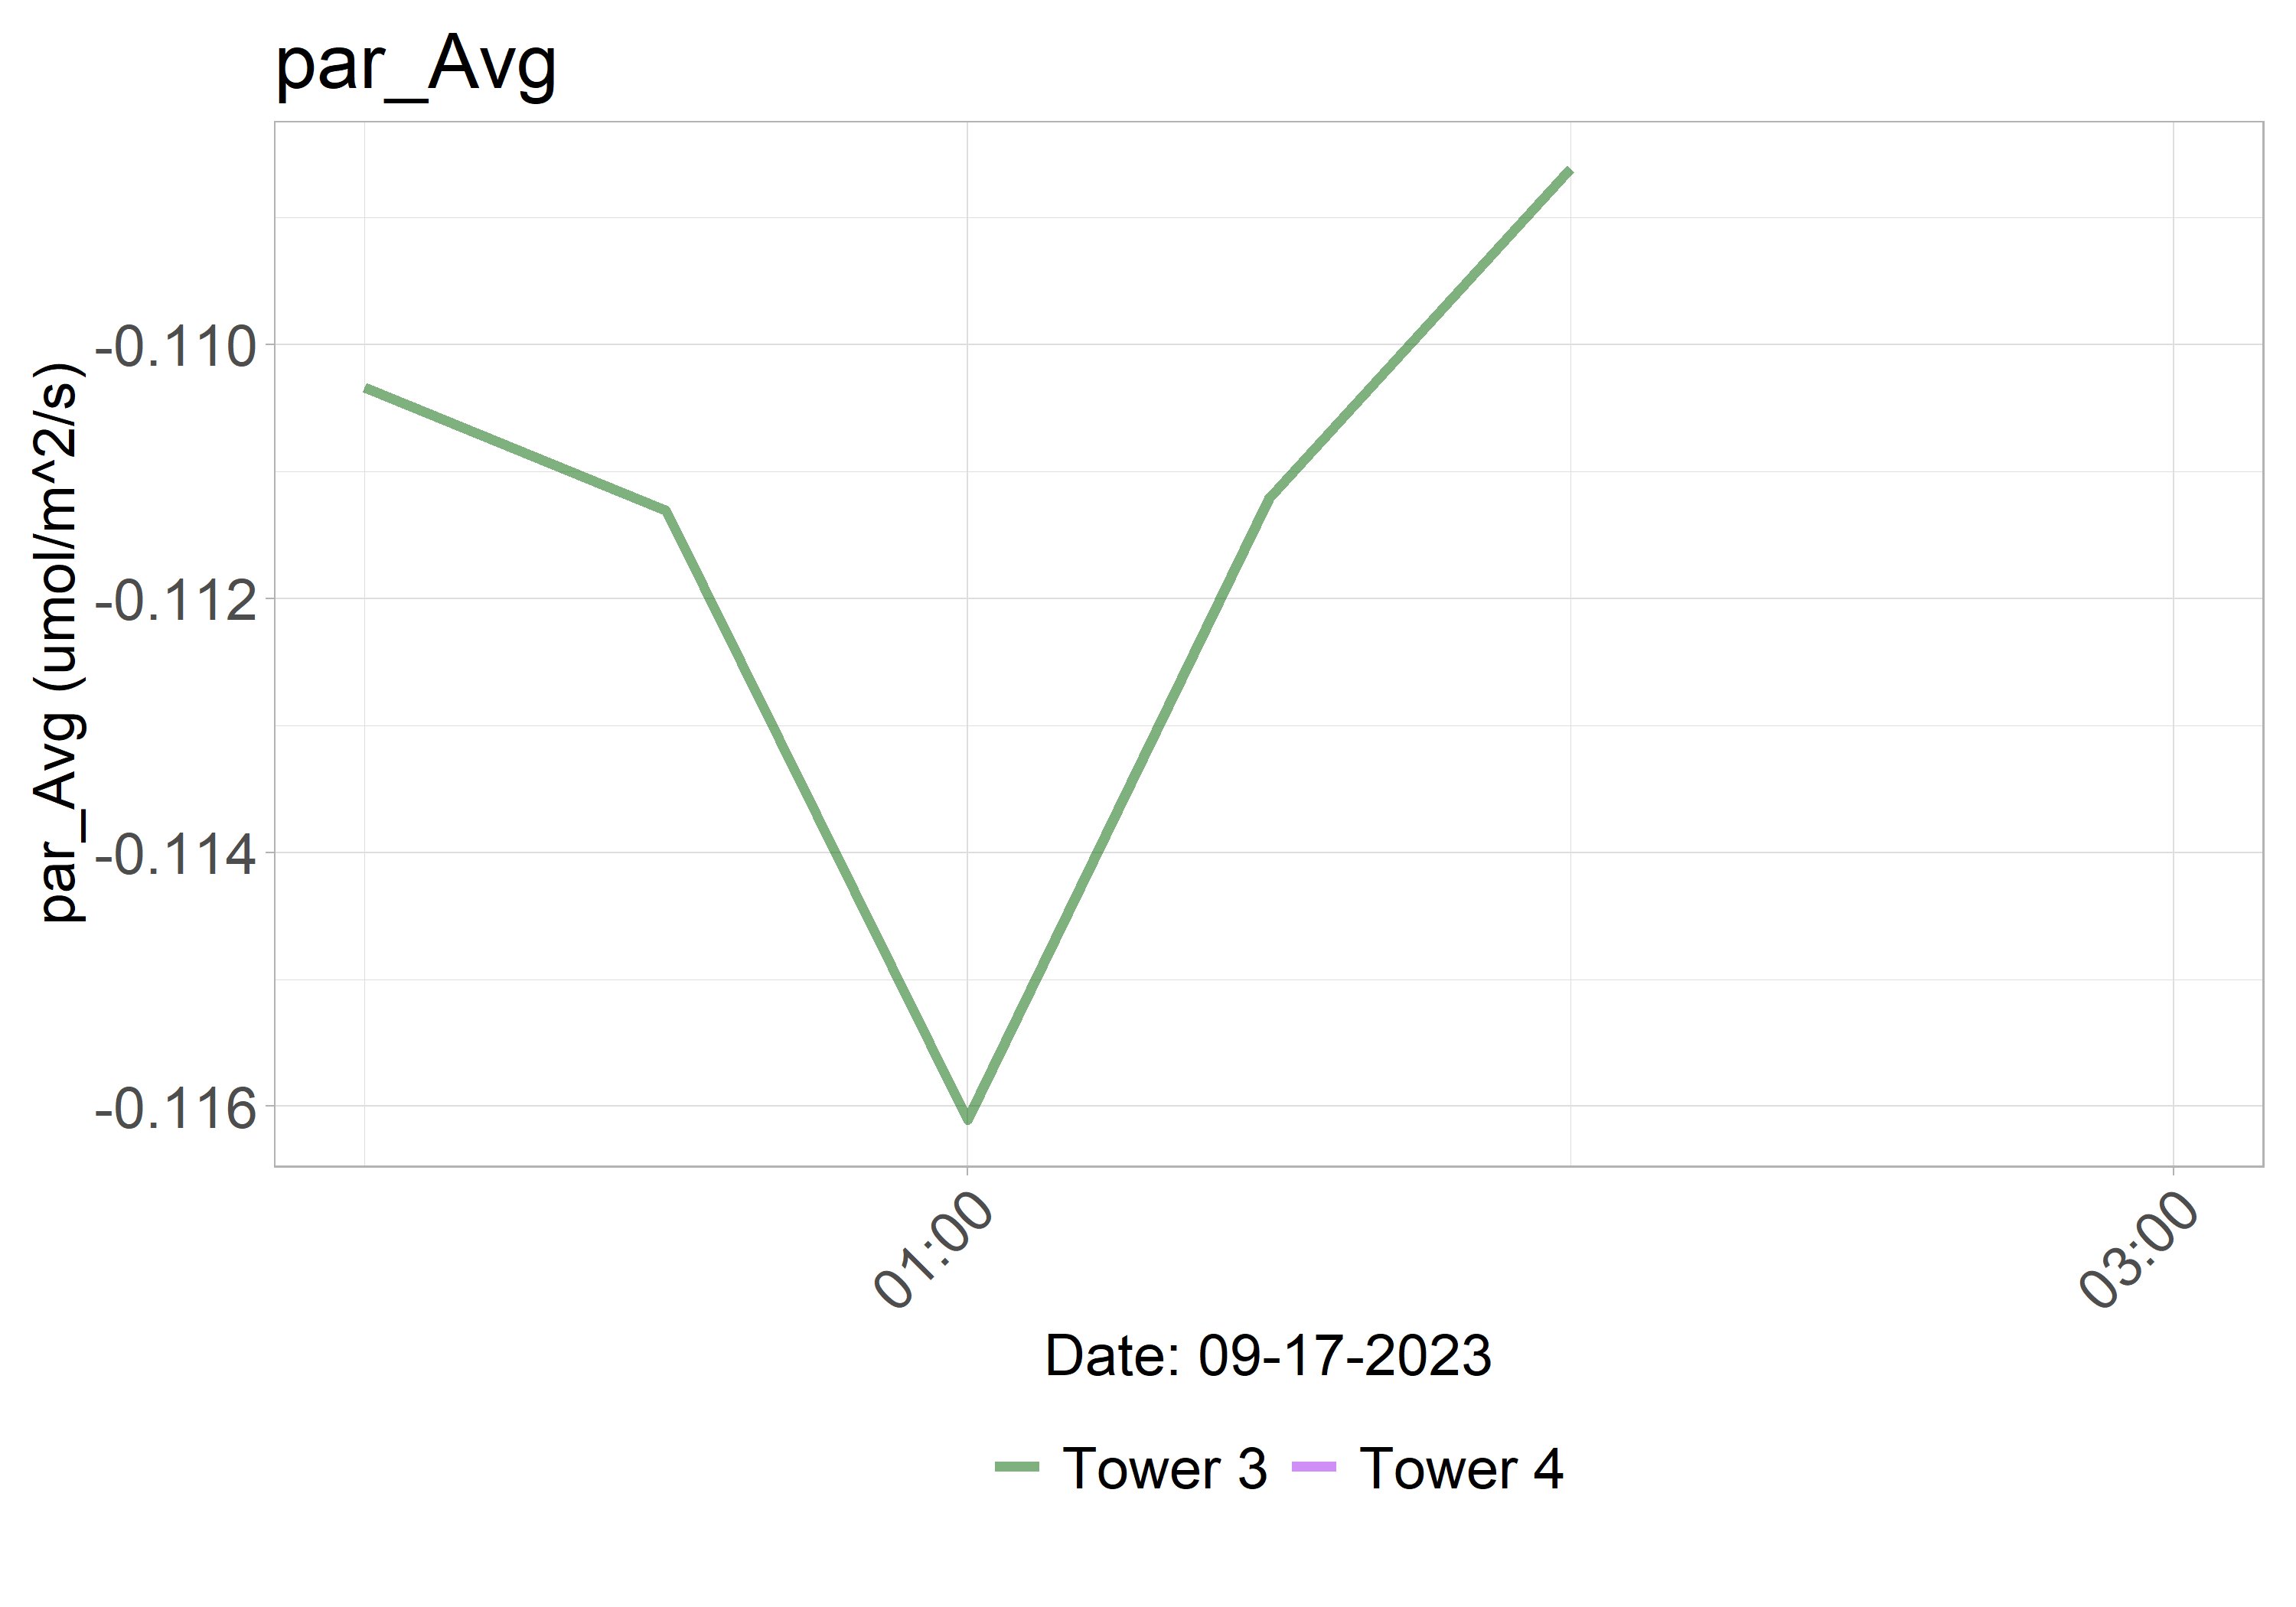 par_Avg
par_Avg (umol/m^2/s)
-0.110
-0.112
-0.114
-0.116
01:00
03:00
Date: 09-17-2023
Tower 3
Tower 4